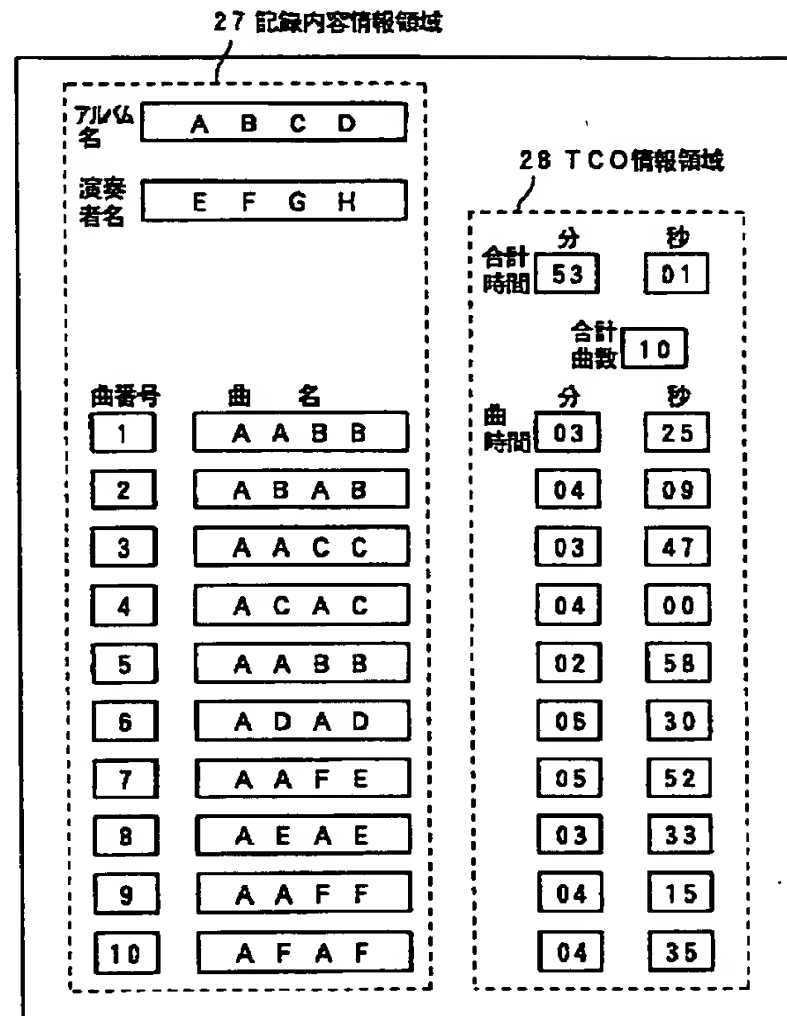 27 記録内容情報領域
アルバム名 A B C D
28 TCO情報領域
演奏者名 E F G H
分 秒
合計時間 53 01
合計曲数 10
曲番号 曲 名 分 秒
1 A A B B 曲時間 03 25
2 A B A B 04 09
3 A A C C 03 47
4 A C A C 04 00
5 A A B B 02 58
6 A D A D 30
7 A A F E 05 52
8 A E A E 03 33
9 A A F F 04 15
10 A F A F 04 35